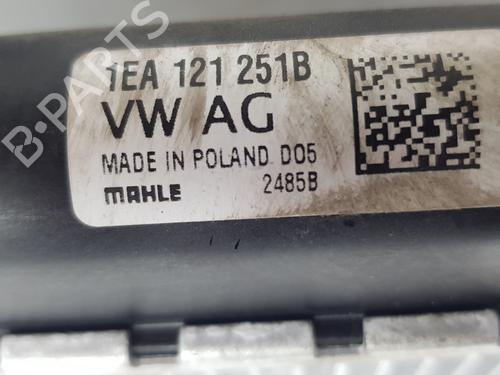 1EA 121 251B
VW AG
MADE IN POLAND D05
MAHLE 2485B
B-PARTS